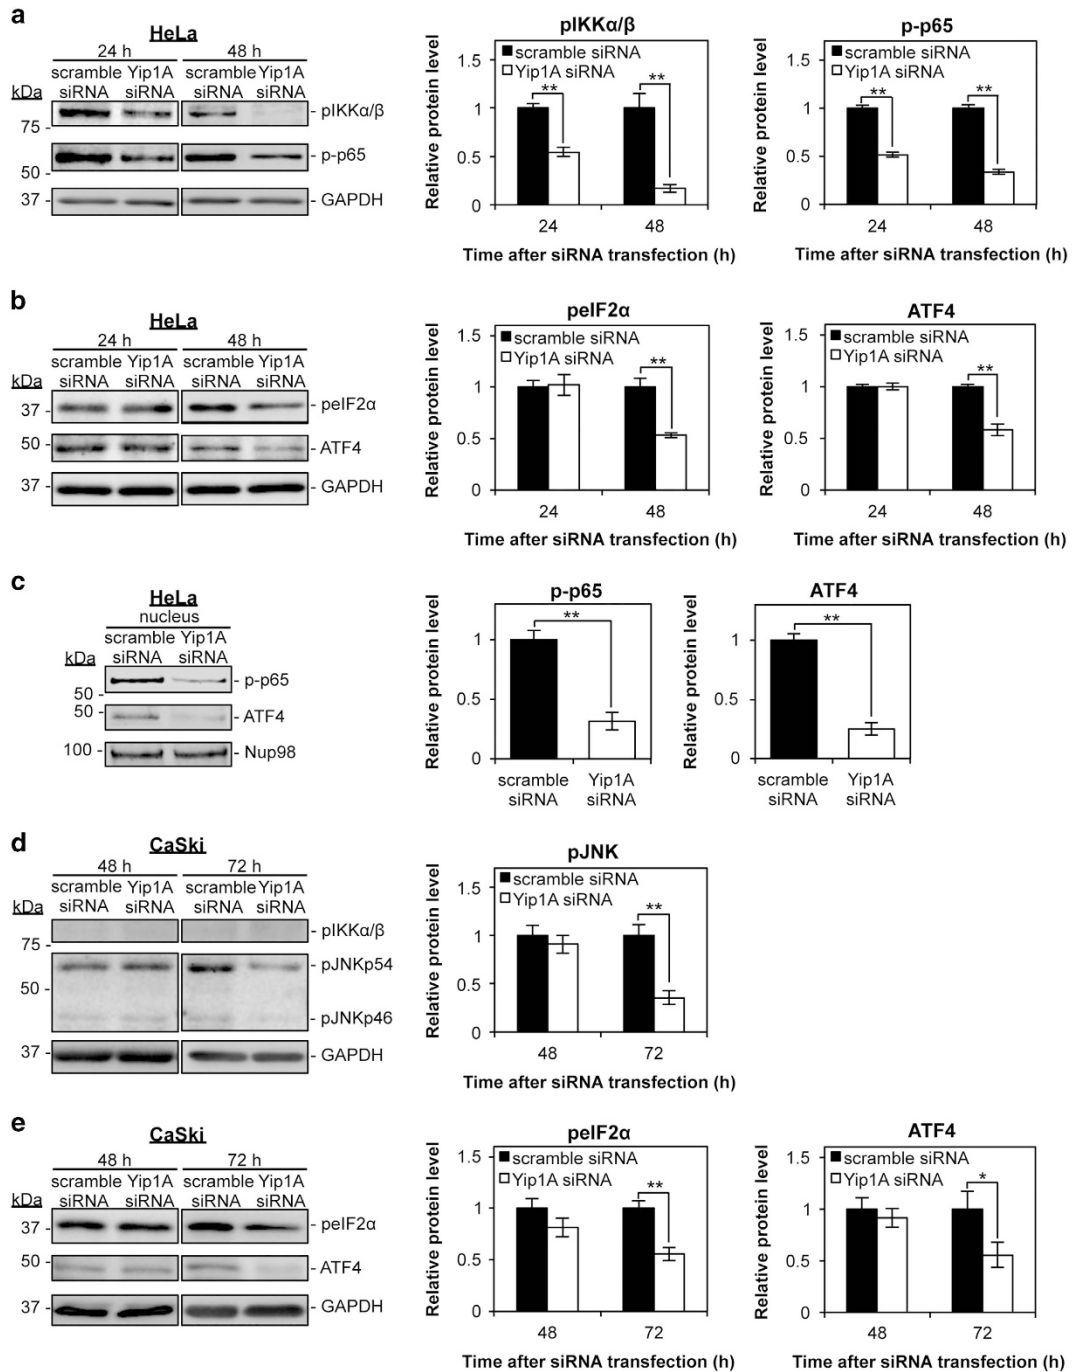 a
HeLa
24 h 48 h
scramble Yip1A scramble Yip1A
kDa siRNA siRNA siRNA siRNA
- pIKKα/β
75 -
- p-p65
50 -
37 - - GAPDH
pIKKα/β
Relative protein level
1.5
1
0.5
0
scramble siRNA
Yip1A siRNA
** **
24 48
Time after siRNA transfection (h)
p-p65
Relative protein level
1.5
1
0.5
0
scramble siRNA
Yip1A siRNA
** **
24 48
Time after siRNA transfection (h)
b
HeLa
24 h 48 h
scramble Yip1A scramble Yip1A
kDa siRNA siRNA siRNA siRNA
37 - - peIF2α
50 - - ATF4
37 - - GAPDH
peIF2α
Relative protein level
1.5
1
0.5
0
scramble siRNA
Yip1A siRNA
**
24 48
Time after siRNA transfection (h)
ATF4
Relative protein level
1.5
1
0.5
0
scramble siRNA
Yip1A siRNA
**
24 48
Time after siRNA transfection (h)
c
HeLa
nucleus
scramble Yip1A
kDa siRNA siRNA
- p-p65
50 -
50 - - ATF4
100 - - Nup98
p-p65
Relative protein level
1
0.5
0
**
scramble Yip1A
siRNA siRNA
ATF4
Relative protein level
1
0.5
0
**
scramble Yip1A
siRNA siRNA
d
CaSki
48 h 72 h
scramble Yip1A scramble Yip1A
kDa siRNA siRNA siRNA siRNA
- pIKKα/β
75 -
- pJNKp54
50 -
- pJNKp46
37 - - GAPDH
pJNK
Relative protein level
1.5
1
0.5
0
scramble siRNA
Yip1A siRNA
**
48 72
Time after siRNA transfection (h)
e
CaSki
48 h 72 h
scramble Yip1A scramble Yip1A
kDa siRNA siRNA siRNA siRNA
37 - - peIF2α
50 - - ATF4
37 - - GAPDH
peIF2α
Relative protein level
1.5
1
0.5
0
scramble siRNA
Yip1A siRNA
**
48 72
Time after siRNA transfection (h)
ATF4
Relative protein level
1.5
1
0.5
0
scramble siRNA
Yip1A siRNA
*
48 72
Time after siRNA transfection (h)